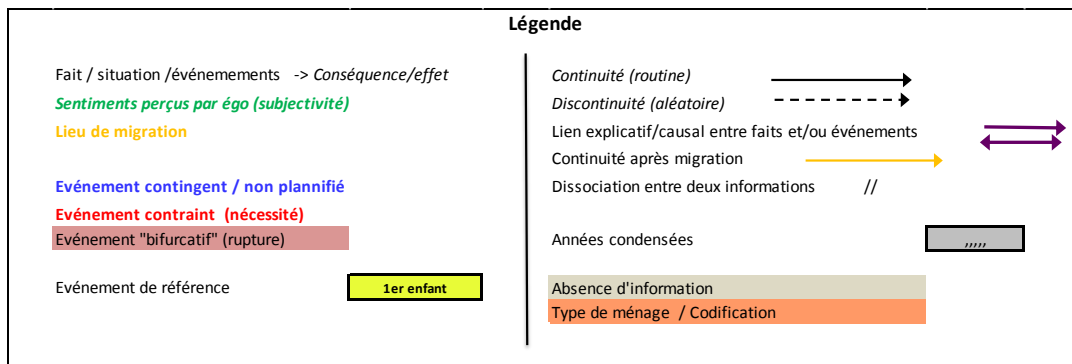 Légende
Fait / situation /événemements -> Conséquence/effet
Sentiments perçus par égo (subjectivité)
Lieu de migration
Evénement contingent / non plannifié
Evénement contraint (nécessité)
Evénement "bifurcatif" (rupture)
Evénement de référence
1er enfant
Continuité (routine)
Discontinuité (aléatoire)
Lien explicatif/causal entre faits et/ou événements
Continuité après migration
Dissociation entre deux informations //
Années condensées
,,,,,
Absence d'information
Type de ménage / Codification